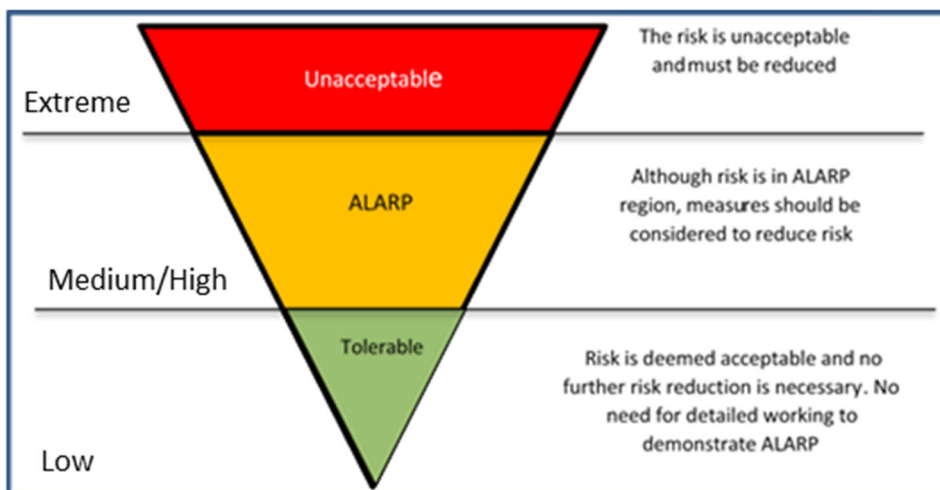 Unacceptable
The risk is unacceptable
and must be reduced
Extreme
ALARP
Although risk is in ALARP
region, measures should be
considered to reduce risk
Medium/High
Tolerable
Risk is deemed acceptable and no
further risk reduction is necessary. No
need for detailed working to
demonstrate ALARP
Low